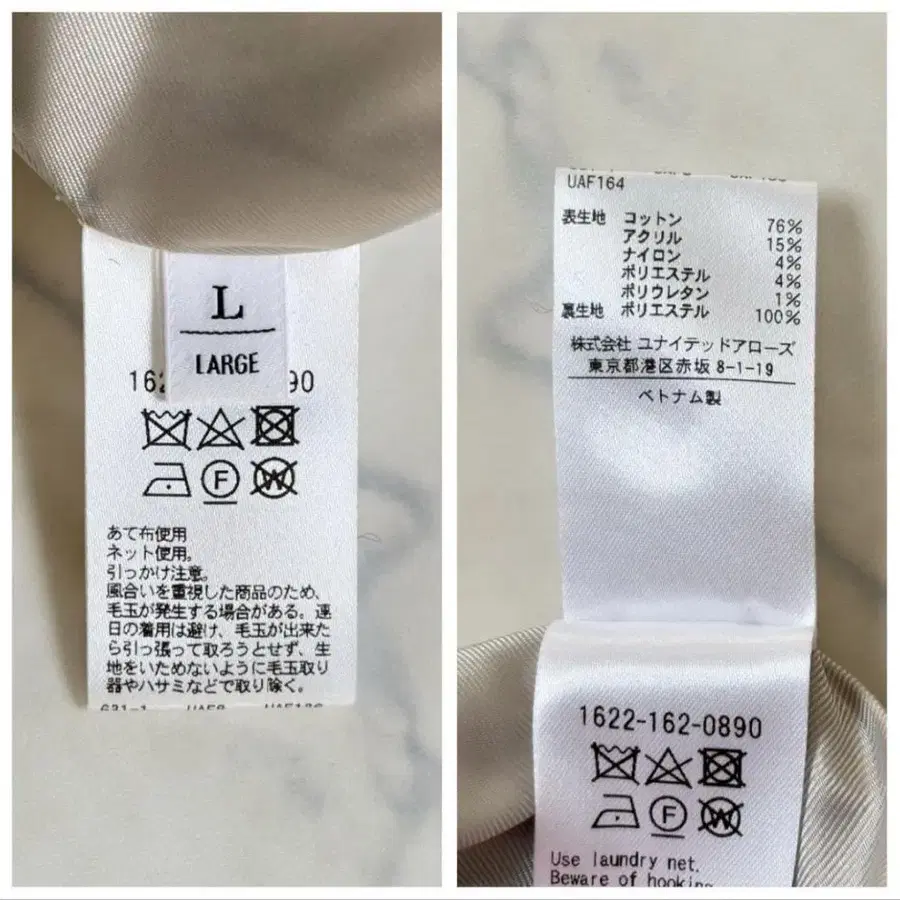 L
LARGE
162 90
F
W
あて布使用
ネット使用。
引っかけ注意。
風合いを重視した商品のため、
毛玉が発生する場合がある。連
日の着用は避け、毛玉が出来た
ら引っ張って取ろうとせず、生
地をいためないように毛玉取り
器やハサミなどで取り除く。
UAF164
表生地 コットン 76%
アクリル 15%
ナイロン 4%
ポリエステル 4%
ポリウレタン 1%
裏生地 ポリエステル 100%
株式会社 ユナイテッドアローズ
東京都港区赤坂 8-1-19
ベトナム製
1622-162-0890
F
W
Use laundry net.
Beware of hooking